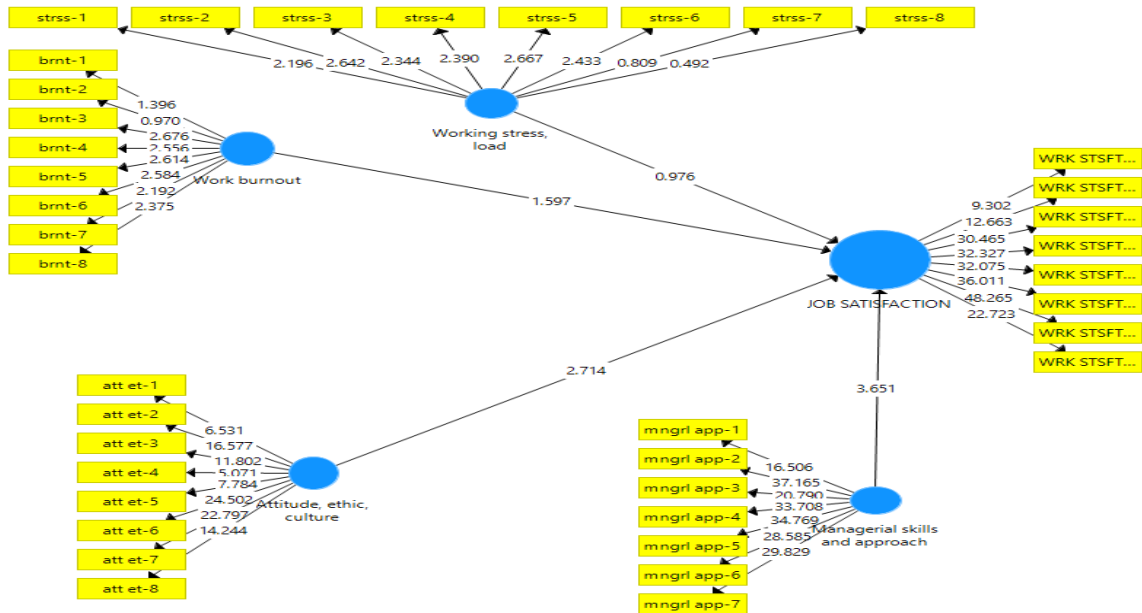 strss-1
strss-2
strss-3
strss-4
strss-5
strss-6
strss-7
strss-8
2.196
2.642
2.344
2.390
2.667
2.433
0.809
0.492
Working stress,
load
brnt-1
brnt-2
brnt-3
brnt-4
brnt-5
brnt-6
brnt-7
brnt-8
1.396
0.970
2.676
2.556
2.614
2.584
2.192
2.375
Work burnout
0.976
1.597
2.714
3.651
JOB SATISFACTION
9.302
12.663
30.465
32.327
32.075
36.011
48.265
22.723
WRK STSFT...
WRK STSFT...
WRK STSFT...
WRK STSFT...
WRK STSFT...
WRK STSFT...
WRK STSFT...
WRK STSFT...
att et-1
att et-2
att et-3
att et-4
att et-5
att et-6
att et-7
att et-8
6.531
16.577
11.802
5.071
7.784
24.502
22.797
14.244
Attitude, ethic,
culture
mngrl app-1
mngrl app-2
mngrl app-3
mngrl app-4
mngrl app-5
mngrl app-6
mngrl app-7
16.506
37.165
20.790
33.708
34.769
28.585
29.829
Managerial skills
and approach